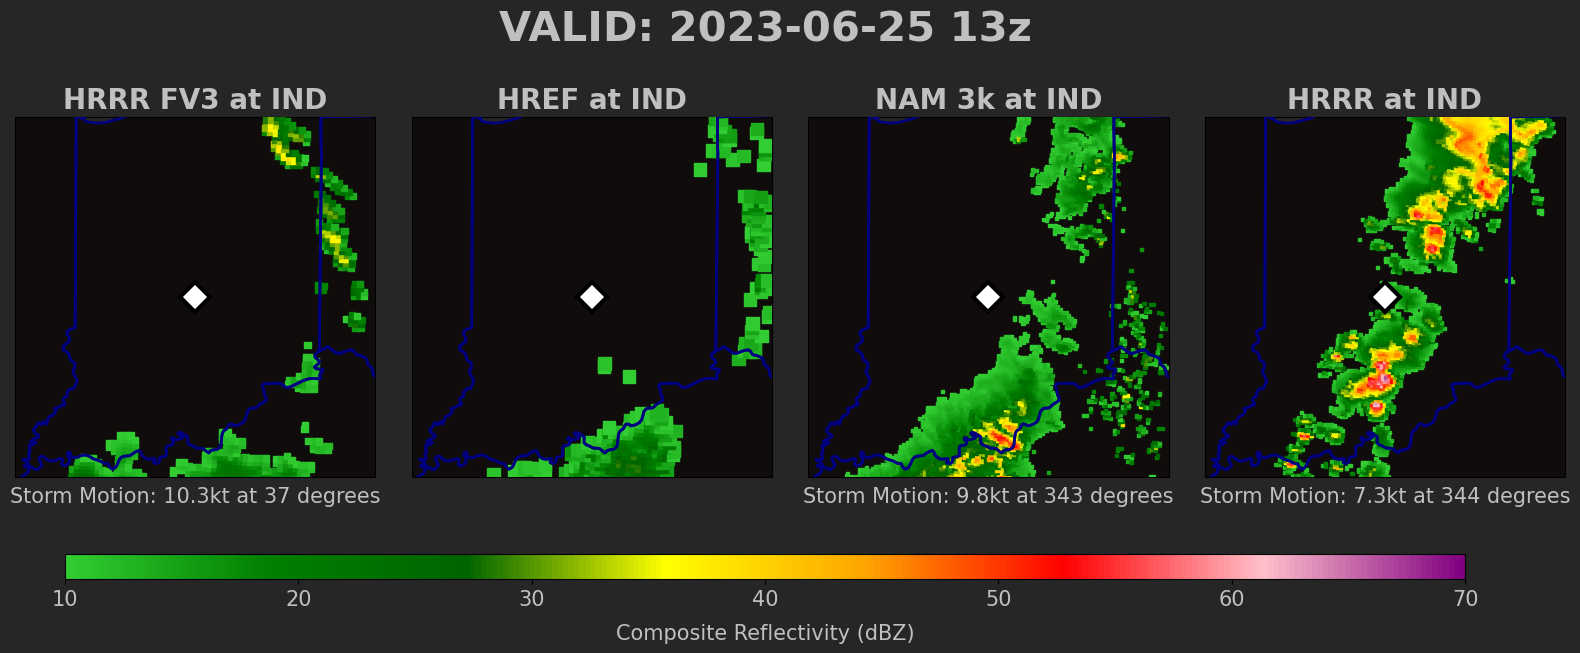 VALID: 2023-06-25 13z
HRRR FV3 at IND
HREF at IND
NAM 3k at IND
HRRR at IND
Storm Motion: 10.3kt at 37 degrees
Storm Motion: 9.8kt at 343 degrees
Storm Motion: 7.3kt at 344 degrees
10 20 30 40 50 60 70
Composite Reflectivity (dBZ)